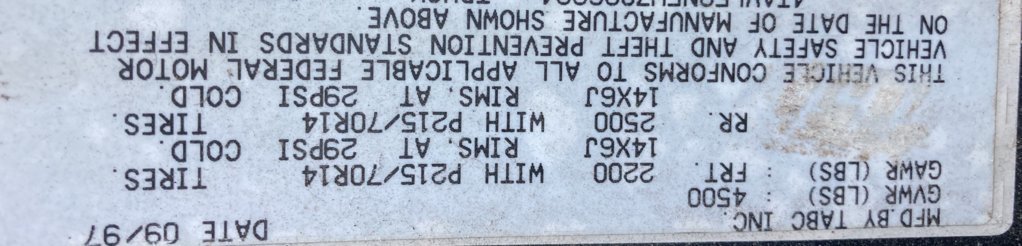 MFD.BY TABC INC. DATE 09/97
GVWR (LBS) : 4500
GAWR (LBS) : FRT. 2200 WITH P215/70R14 TIRES.
14X6J RIMS. AT 29PSI COLD.
RR. 2500 WITH P215/70R14 TIRES.
14X6J RIMS. AT 29PSI COLD.
THIS VEHICLE CONFORMS TO ALL APPLICABLE FEDERAL MOTOR
VEHICLE SAFETY AND THEFT PREVENTION STANDARDS IN EFFECT
ON THE DATE OF MANUFACTURE SHOWN ABOVE.